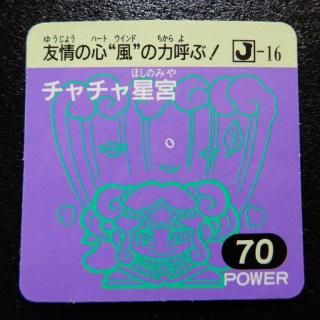 ゆうじょう ハート ウインド ちから よ
友情の心“風”の力呼ぶ! J-16
ほしのみや
チャチャ星宮
70
POWER